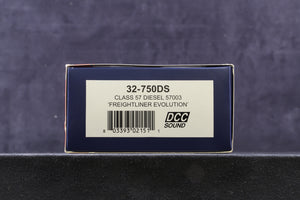 32-750DS
CLASS 57 DIESEL 57003
'FREIGHTLINER EVOLUTION'
DCC
SOUND